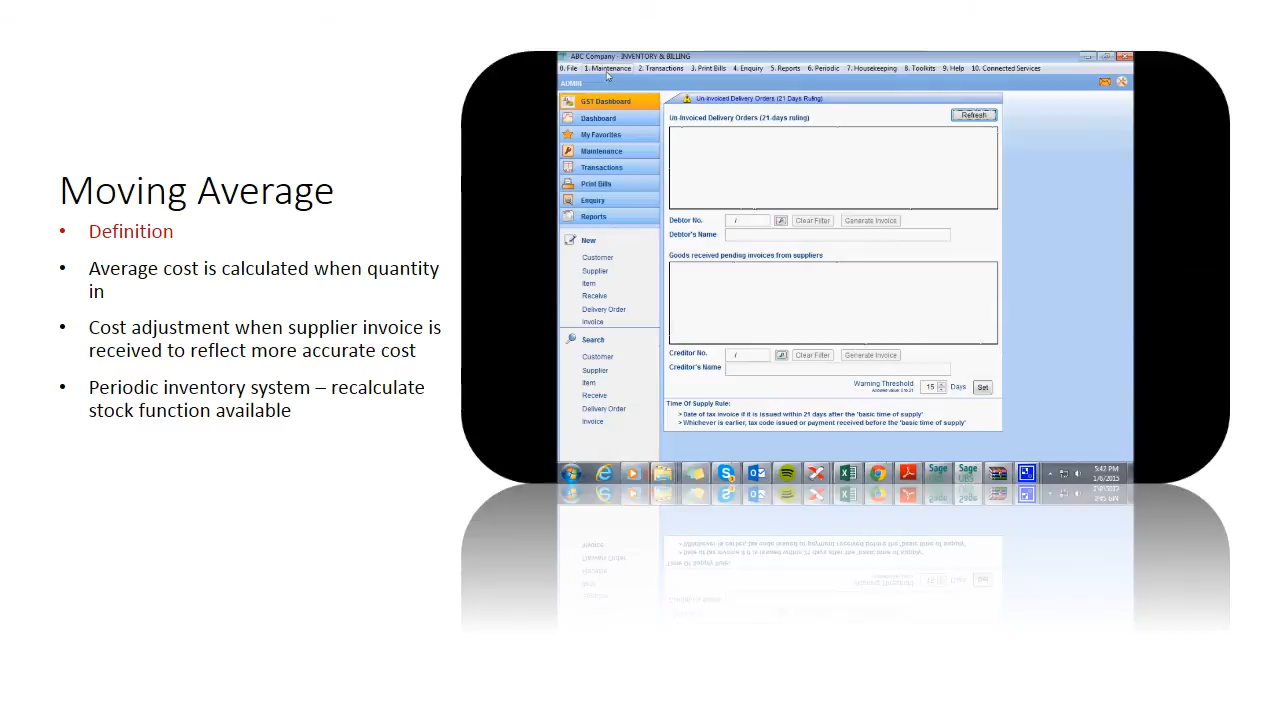 Moving Average
• Definition
• Average cost is calculated when quantity
in
• Cost adjustment when supplier invoice is
received to reflect more accurate cost
• Periodic inventory system – recalculate
stock function available
ABC Company - INVENTORY & BILLING
0. File 1. Maintenance 2. Transactions 3. Print Bills 4. Enquiry 5. Reports 6. Periodic 7. Housekeeping 8. Toolkits 9. Help 10. Connected Services
ADMIN
GST Dashboard
Dashboard
My Favorites
Maintenance
Transactions
Print Bills
Enquiry
Reports
New
Customer
Supplier
Item
Receive
Delivery Order
Invoice
Search
Customer
Supplier
Item
Receive
Delivery Order
Invoice
Un-Invoiced Delivery Orders (21 Days Ruling)
Un-Invoiced Delivery Orders (21-days ruling)
Refresh
Debtor No. / Clear Filter Generate Invoice
Debtor's Name
Goods received pending invoices from suppliers
Creditor No. / Clear Filter Generate Invoice
Creditor's Name
Warning Threshold 15 Days Set
Time Of Supply Rule:
> Date of tax invoice if it is issued within 21 days after the 'basic time of supply'
> Whichever is earlier, tax code issued or payment received before the 'basic time of supply'
Sage UBS Sage UBS
5:42 PM
1/6/2015